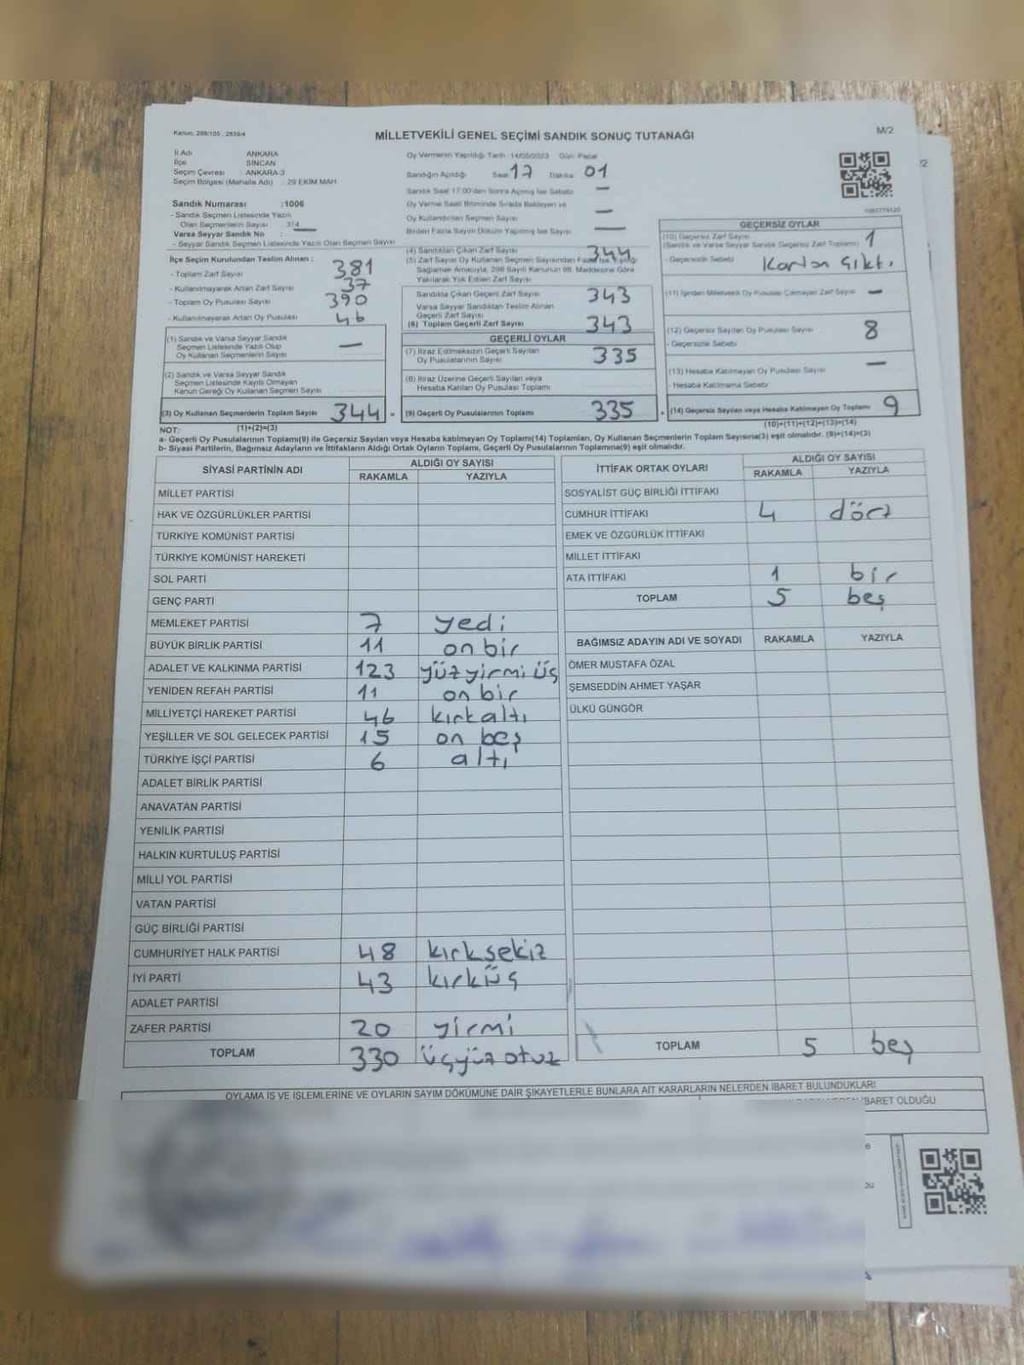 Kanun: 298/105 ; 2839/4
MİLLETVEKİLİ GENEL SEÇİMİ SANDIK SONUÇ TUTANAĞI
M/2
İl Adı ANKARA
İlçe SİNCAN
Seçim Çevresi : ANKARA-3
Seçim Bölgesi (Mahalle Adı) : 29 EKİM MAH.
Sandık Numarası :1006
- Sandık Seçmen Listesinde Yazılı
Olan Seçmenlerin Sayısı
Varsa Seyyar Sandık No : —
- Seyyar Sandık Seçmen Listesinde Yazılı Olan Seçmen Sayısı
Oy Vermenin Yapıldığı Tarih :14/05/2023 Gün: Pazar
Sandığın Açıldığı Saat 17 Dakika 01
Sandık Saat 17:00'den Sonra Açılmış İse Sebebi —
Oy Verme Saati Bitiminde Sırada Bekleyen ve
Oy Kullandırılan Seçmen Sayısı —
Birden Fazla Sayım Döküm Yapılmış İse Sayısı —
İlçe Seçim Kurulundan Teslim Alınan :
- Toplam Zarf Sayısı 381
- Kullanılmayarak Artan Zarf Sayısı 37
- Toplam Oy Pusulası Sayısı 390
- Kullanılmayarak Artan Oy Pusulası 46
(1) Sandık ve Varsa Seyyar Sandık
Seçmen Listesinde Yazılı Olup
Oy Kullanan Seçmenlerin Sayısı —
(2) Sandık ve Varsa Seyyar Sandık
Seçmen Listesinde Kayıtlı Olmayan
Kanun Gereği Oy Kullanan Seçmen Sayısı
(3) Oy Kullanan Seçmenlerin Toplam Sayısı 344 =
(1)+(2)=(3)
(4) Sandıktan Çıkan Zarf Sayısı 344
(5) Zarf Sayısı Oy Kullanan Seçmen Sayısından Fazla İse Eşitliği
Sağlamak Amacıyla, 298 Sayılı Kanunun 98. Maddesine Göre
Yakılarak Yok Edilen Zarf Sayısı
Sandıkta Çıkan Geçerli Zarf Sayısı 343
Varsa Seyyar Sandıktan Teslim Alınan
Geçerli Zarf Sayısı
(6) Toplam Geçerli Zarf Sayısı 343
GEÇERLİ OYLAR
(7) İtiraz Edilmeksizin Geçerli Sayılan
Oy Pusulalarının Sayısı 335
(8) İtiraz Üzerine Geçerli Sayılan veya
Hesaba Katılan Oy Pusulası Toplamı
(9) Geçerli Oy Pusulalarının Toplamı 335 +
GEÇERSİZ OYLAR
(10) Geçersiz Zarf Sayısı
(Sandık ve Varsa Seyyar Sandık Geçersiz Zarf Toplamı) 1
- Geçersizlik Sebebi Karton Çıktı
(11) İçinden Milletvekili Oy Pusulası Çıkmayan Zarf Sayısı —
(12) Geçersiz Sayılan Oy Pusulası Sayısı 8
- Geçersizlik Sebebi
(13) Hesaba Katılmayan Oy Pusulası Sayısı —
- Hesaba Katılmama Sebebi
(14) Geçersiz Sayılan veya Hesaba Katılmayan Oy Toplamı 9
(10)+(11)+(12)+(13)=(14)
NOT:
a- Geçerli Oy Pusulalarının Toplamı(9) ile Geçersiz Sayılan veya Hesaba katılmayan Oy Toplamı(14) Toplamları, Oy Kullanan Seçmenlerin Toplam Sayısına(3) eşit olmalıdır. (9)+(14)=(3)
b- Siyasi Partilerin, Bağımsız Adayların ve İttifakların Aldığı Ortak Oyların Toplamı, Geçerli Oy Pusulalarının Toplamına(9) eşit olmalıdır.
SİYASİ PARTİNİN ADI ALDIĞI OY SAYISI
RAKAMLA YAZIYLA
MİLLET PARTİSİ
HAK VE ÖZGÜRLÜKLER PARTİSİ
TÜRKİYE KOMÜNİST PARTİSİ
TÜRKİYE KOMÜNİST HAREKETİ
SOL PARTİ
GENÇ PARTİ
MEMLEKET PARTİSİ 7 yedi
BÜYÜK BİRLİK PARTİSİ 11 on bir
ADALET VE KALKINMA PARTİSİ 123 yüzyirmi üç
YENİDEN REFAH PARTİSİ 11 on bir
MİLLİYETÇİ HAREKET PARTİSİ 46 kırkaltı
YEŞİLLER VE SOL GELECEK PARTİSİ 15 on beş
TÜRKİYE İŞÇİ PARTİSİ 6 altı
ADALET BİRLİK PARTİSİ
ANAVATAN PARTİSİ
YENİLİK PARTİSİ
HALKIN KURTULUŞ PARTİSİ
MİLLİ YOL PARTİSİ
VATAN PARTİSİ
GÜÇ BİRLİĞİ PARTİSİ
CUMHURİYET HALK PARTİSİ 48 kırksekiz
İYİ PARTİ 43 kırküç
ADALET PARTİSİ
ZAFER PARTİSİ 20 yirmi
TOPLAM 330 üçyüz otuz
İTTİFAK ORTAK OYLARI ALDIĞI OY SAYISI
RAKAMLA YAZIYLA
SOSYALİST GÜÇ BİRLİĞİ İTTİFAKI
CUMHUR İTTİFAKI 4 dört
EMEK VE ÖZGÜRLÜK İTTİFAKI
MİLLET İTTİFAKI
ATA İTTİFAKI 1 bir
TOPLAM 5 beş
BAĞIMSIZ ADAYIN ADI VE SOYADI RAKAMLA YAZIYLA
ÖMER MUSTAFA ÖZAL
ŞEMSEDDİN AHMET YAŞAR
ÜLKÜ GÜNGÖR
TOPLAM 5 beş
OYLAMA İŞ VE İŞLEMLERİNE VE OYLARIN SAYIM DÖKÜMÜNE DAİR ŞİKAYETLERLE BUNLARA AİT KARARLARIN NELERDEN İBARET BULUNDUKLARI
İBARET OLDUĞU